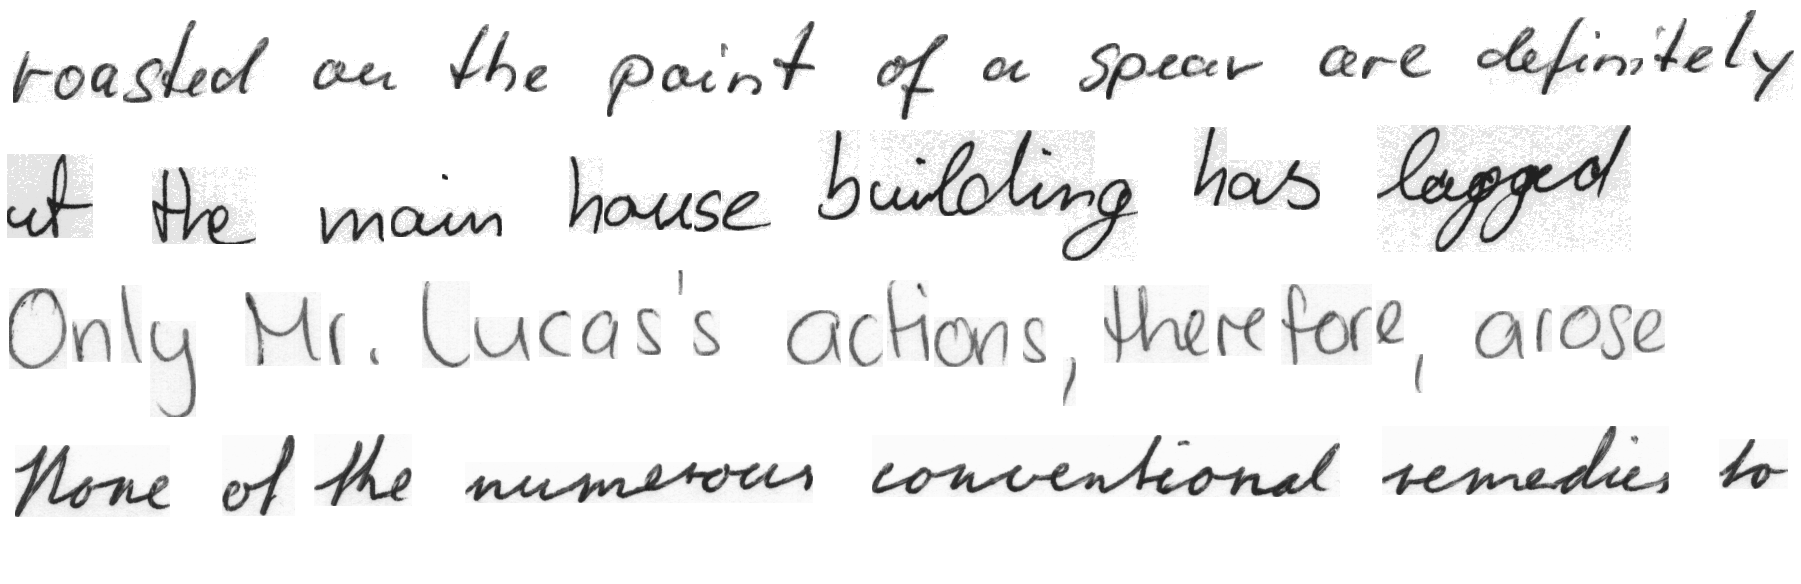 roasted on the point of a spear are definitely
ut the main house building has lagged
Only Mr. Lucas's actions, therefore, arose
None of the numerous conventional remedies to